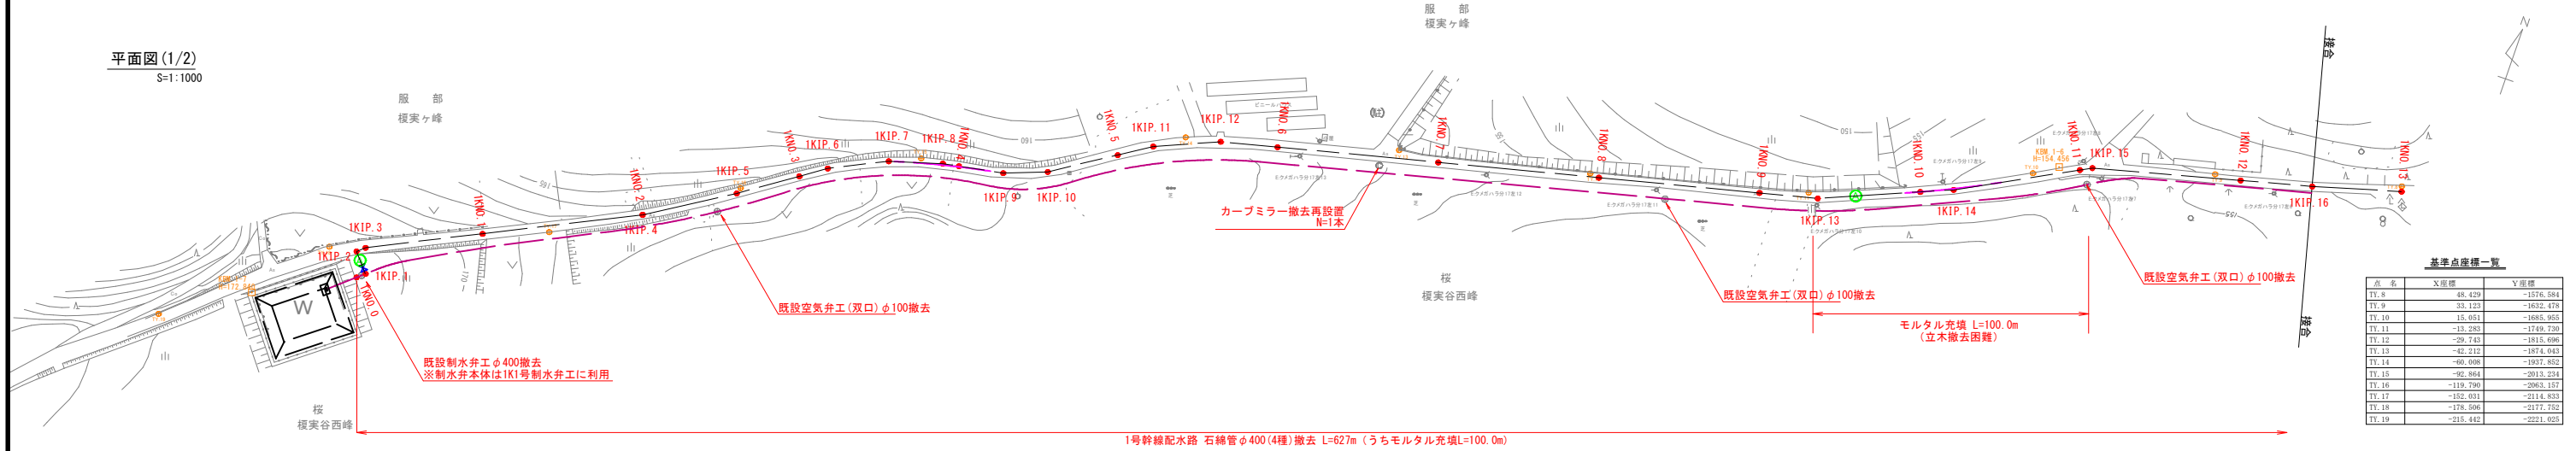 平面図(1/2)
S=1:1000
服　部
榎実ヶ峰
服　部
榎実ヶ峰
桜
榎実谷西峰
桜
榎実谷西峰
接合
接合
N
W
1KNO.0
1KIP.1
1KIP.2
1KIP.3
1KNO.1
1KNO.2
1KIP.4
1KIP.5
1KNO.3
1KIP.6
1KIP.7
1KIP.8
1KNO.4
1KIP.9
1KIP.10
1KNO.5
1KIP.11
1KIP.12
1KNO.6
1KNO.7
1KNO.8
1KNO.9
1KIP.13
1KNO.10
1KIP.14
1KNO.11
1KIP.15
1KNO.12
1KIP.16
1KNO.13
KBM.1-6
H=154.456
165
170
160
155
150
155
155
既設制水弁工φ400撤去
※制水弁本体は1K1号制水弁工に利用
既設空気弁工(双口)φ100撤去
カーブミラー撤去再設置
N=1本
既設空気弁工(双口)φ100撤去
既設空気弁工(双口)φ100撤去
モルタル充填 L=100.0m
(立木撤去困難)
1号幹線配水路 石綿管φ400(4種)撤去 L=627m (うちモルタル充填L=100.0m)
基準点座標一覧
点　名 X座標 Y座標
TY.8 48.429 -1576.584
TY.9 33.123 -1632.478
TY.10 15.051 -1685.955
TY.11 -13.283 -1749.730
TY.12 -29.743 -1815.696
TY.13 -42.212 -1874.043
TY.14 -60.008 -1937.852
TY.15 -92.864 -2013.234
TY.16 -119.790 -2063.157
TY.17 -152.031 -2114.833
TY.18 -178.506 -2177.752
TY.19 -215.442 -2221.025